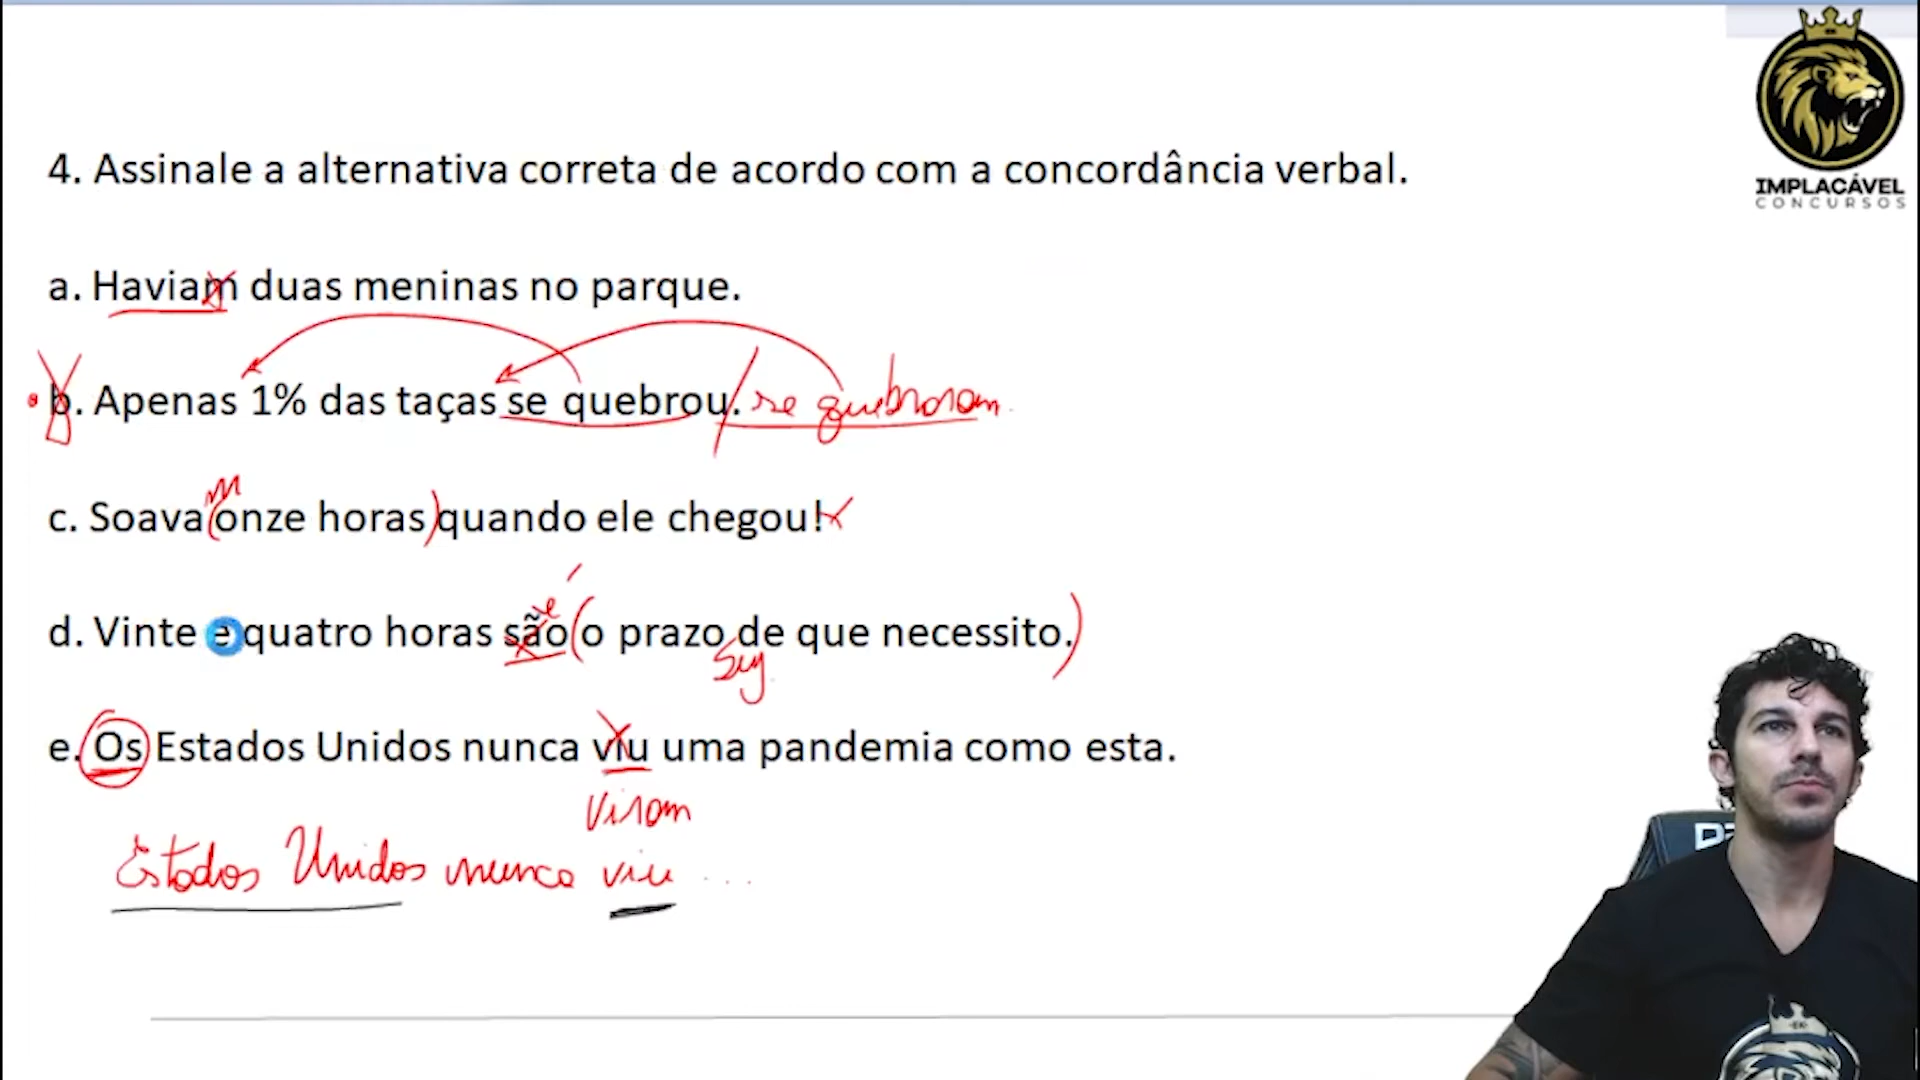 IMPLACÁVEL
CONCURSOS
4. Assinale a alternativa correta de acordo com a concordância verbal.
a. Haviam duas meninas no parque.
b. Apenas 1% das taças se quebrou. / se quebraram
m
c. Soava (onze horas) quando ele chegou!
é
d. Vinte e quatro horas são (o prazo de que necessito.)
Suj
e. Os Estados Unidos nunca viu uma pandemia como esta.
viram
Estados Unidos nunca viu ...